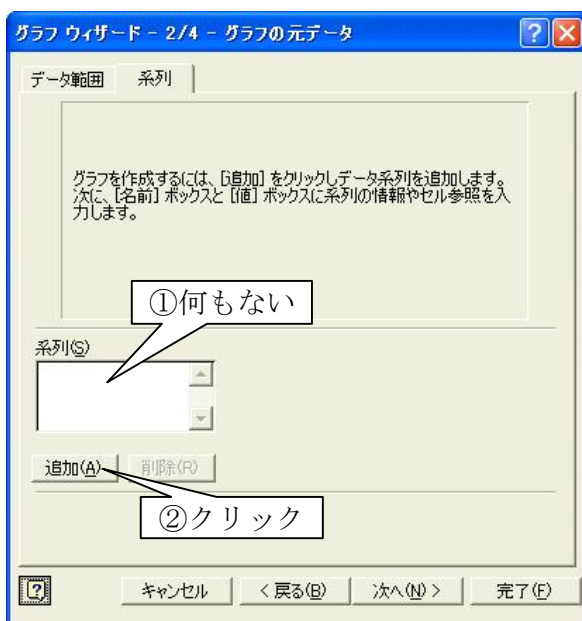 グラフ ウィザード - 2/4 - グラフの元データ
データ範囲
系列
グラフを作成するには、[追加] をクリックしデータ系列を追加します。
次に、[名前] ボックスと [値] ボックスに系列の情報やセル参照を入
力します。
①何もない
系列(S)
追加(A)
削除(R)
②クリック
キャンセル
< 戻る(B)
次へ(N) >
完了(F)